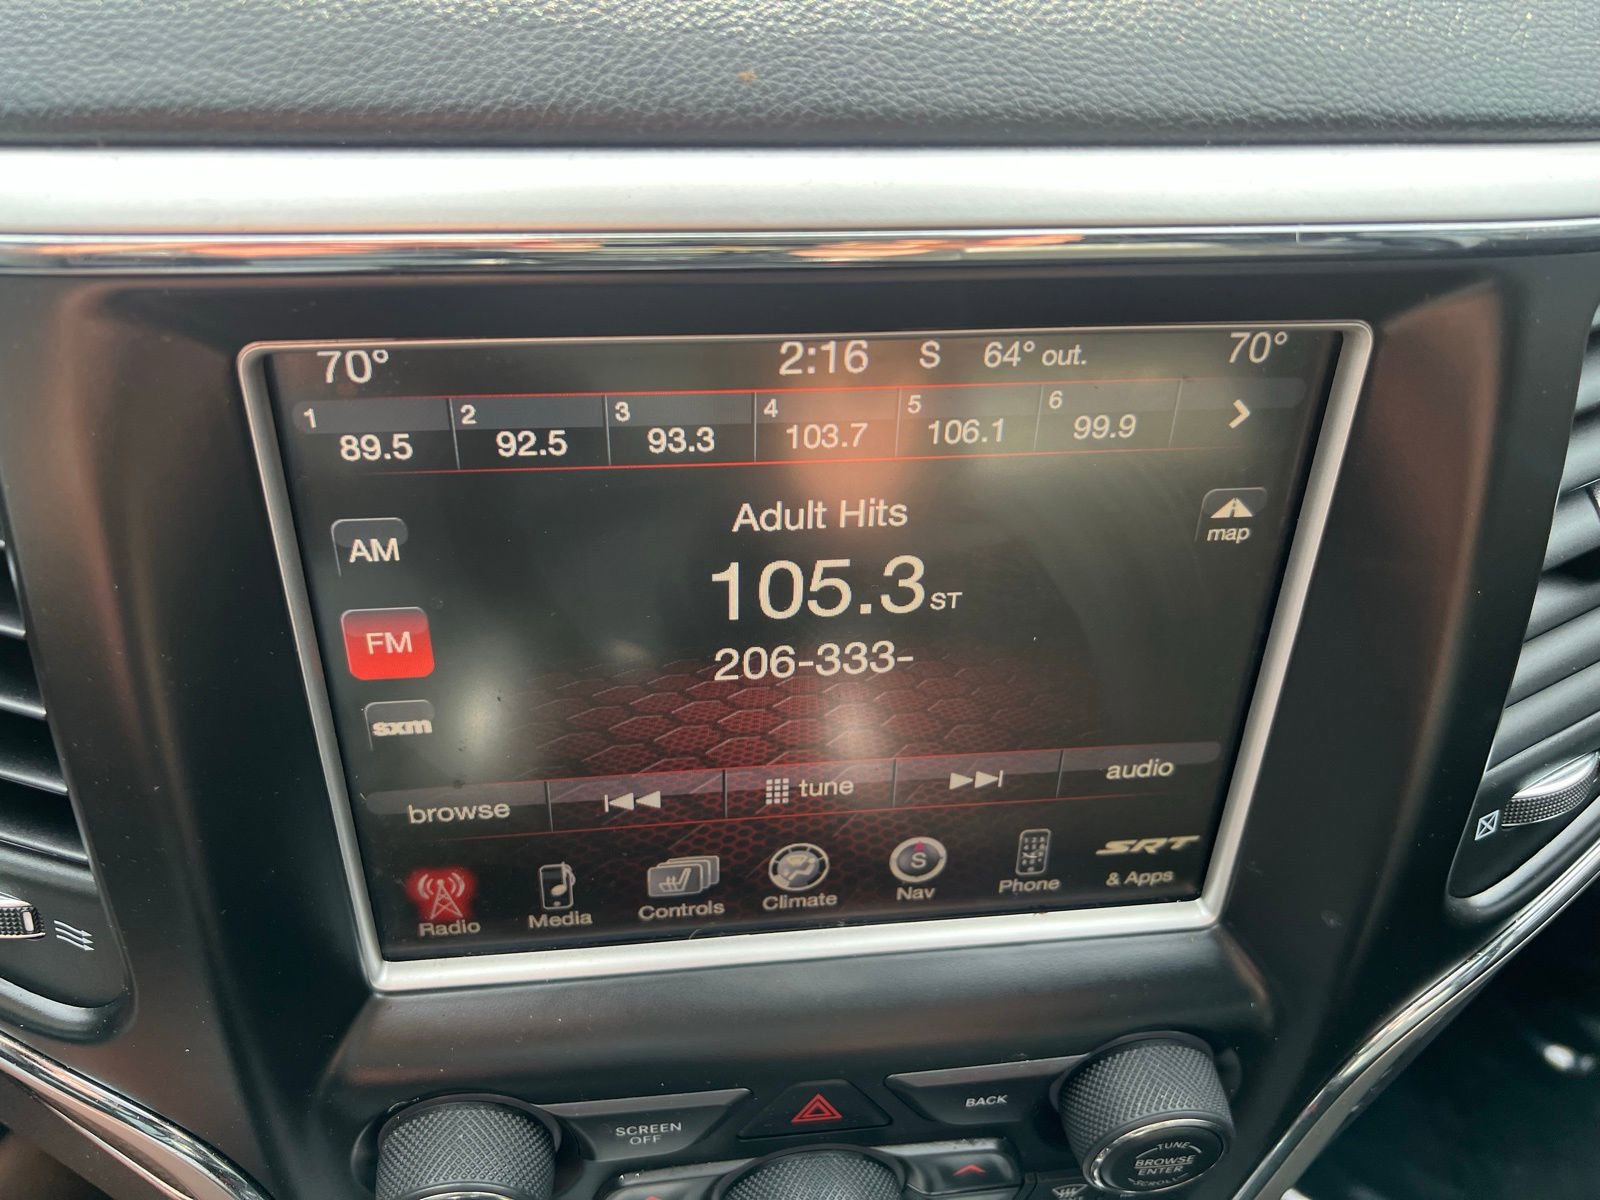 70° 2:16 S 64° out. 70°
1 2 3 4 5 6
89.5 92.5 93.3 103.7 106.1 99.9
Adult Hits
map
AM
105.3 ST
FM
206-333-
sxm
browse tune audio
Radio Media Controls Climate S Nav Phone SRT & Apps
SCREEN OFF
BACK
TUNE
BROWSE
ENTER
SCROLL